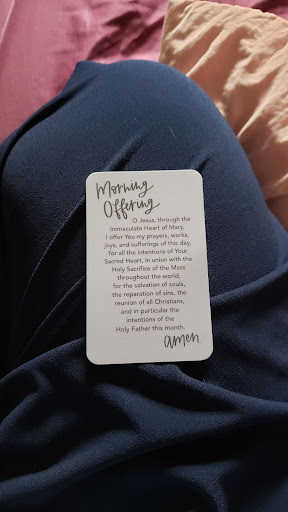 Morning
Offering
O Jesus, through the
Immaculate Heart of Mary,
I offer You my prayers, works,
joys, and sufferings of this day,
for all the intentions of Your
Sacred Heart, in union with the
Holy Sacrifice of the Mass
throughout the world,
for the salvation of souls,
the reparation of sins, the
reunion of all Christians,
and in particular the
intentions of the
Holy Father this month.
amen.